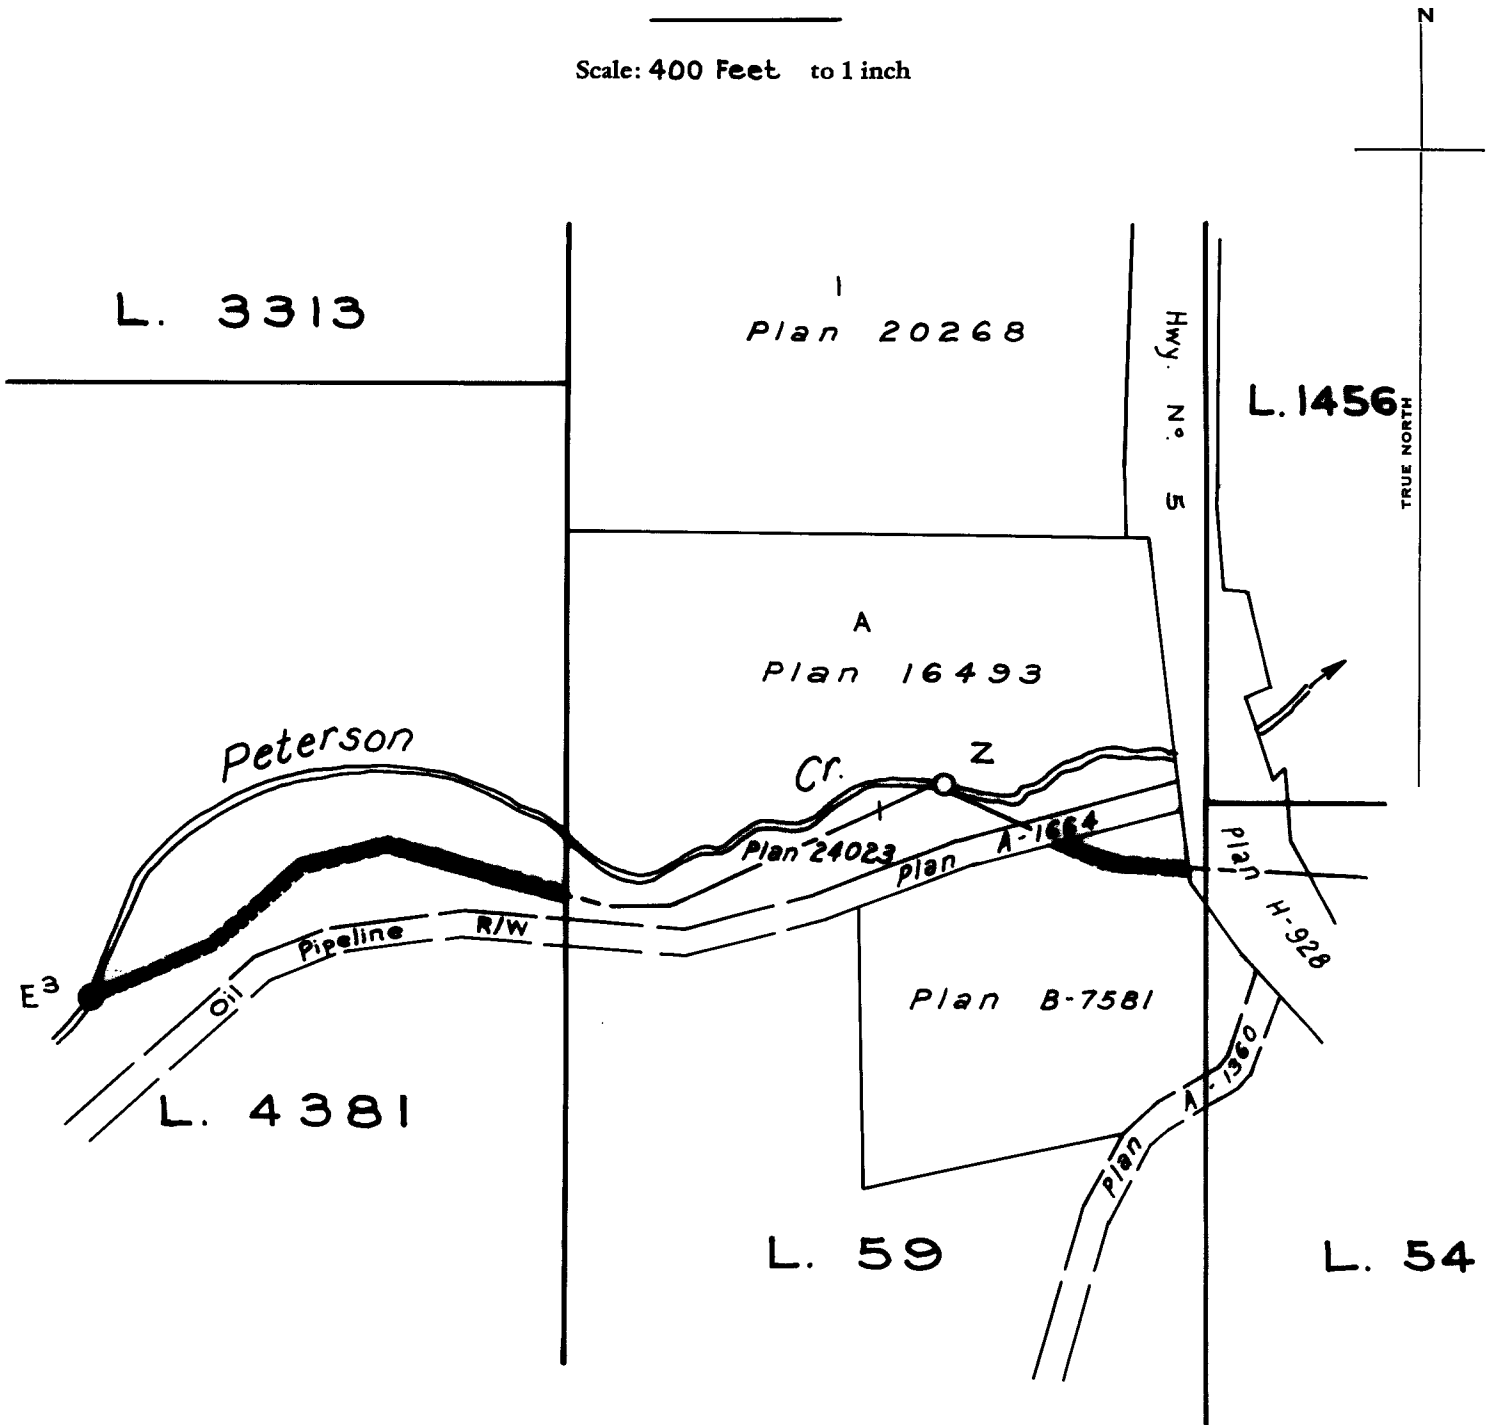 N
Scale: 400 Feet to 1 inch
TRUE NORTH
L. 3313
1
Plan 20268
Hwy. Nº. 5
L. 1456
A
Plan 16493
Peterson
Cr.
Z
1
Plan 24023
Plan A-1664
Plan
H-928
E3
Oil Pipeline R/W
Plan B-7581
L. 4381
Plan A-1360
L. 59
L. 54